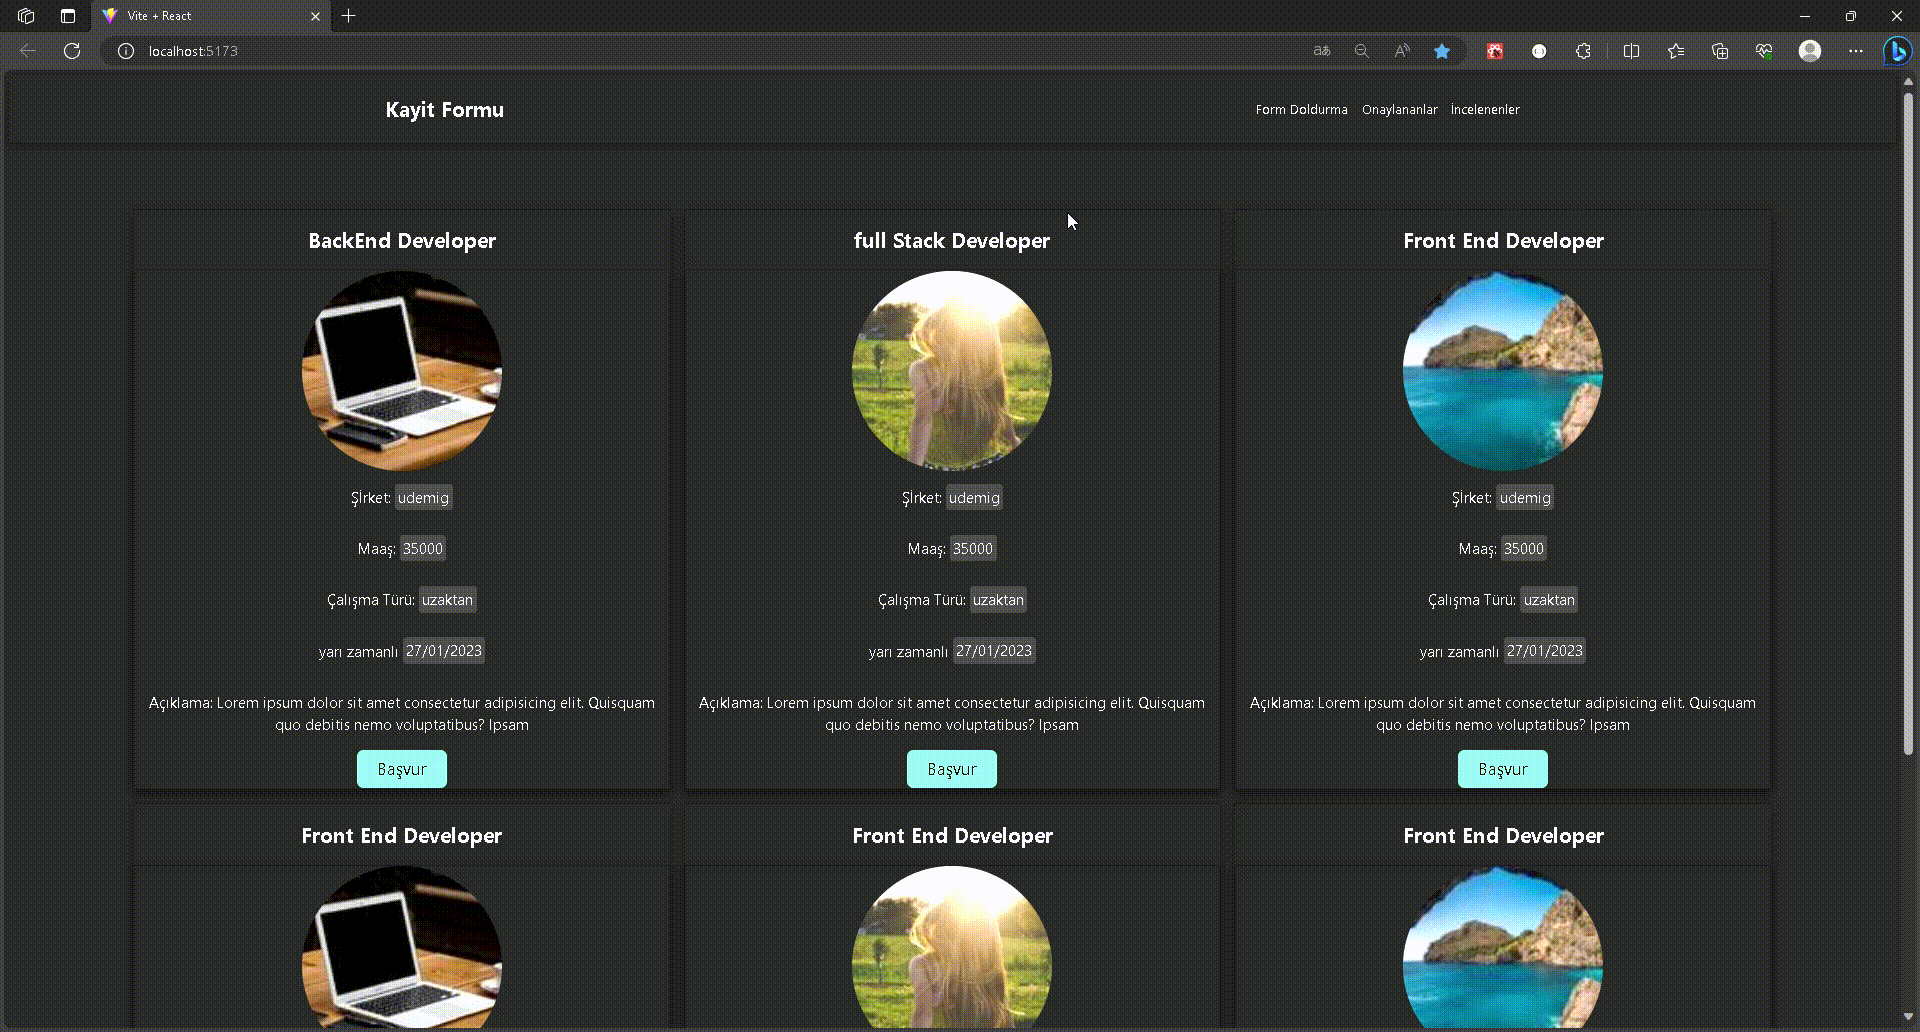 Vite + React
localhost:5173
Kayit Formu
Form Doldurma Onaylananlar İncelenenler
BackEnd Developer
Şİrket: udemig
Maaş: 35000
Çalışma Türü: uzaktan
yarı zamanlı 27/01/2023
Açıklama: Lorem ipsum dolor sit amet consectetur adipisicing elit. Quisquam
quo debitis nemo voluptatibus? Ipsam
Başvur
full Stack Developer
Şİrket: udemig
Maaş: 35000
Çalışma Türü: uzaktan
yarı zamanlı 27/01/2023
Açıklama: Lorem ipsum dolor sit amet consectetur adipisicing elit. Quisquam
quo debitis nemo voluptatibus? Ipsam
Başvur
Front End Developer
Şİrket: udemig
Maaş: 35000
Çalışma Türü: uzaktan
yarı zamanlı 27/01/2023
Açıklama: Lorem ipsum dolor sit amet consectetur adipisicing elit. Quisquam
quo debitis nemo voluptatibus? Ipsam
Başvur
Front End Developer
Front End Developer
Front End Developer